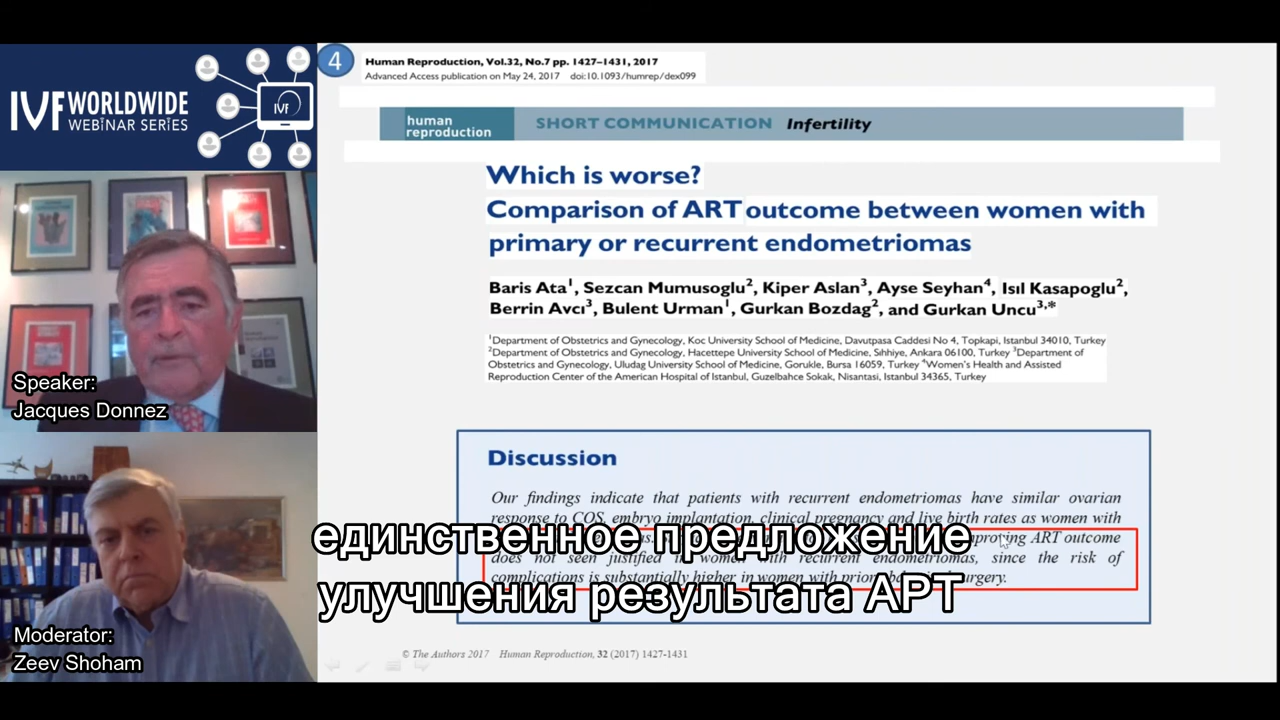 IVF WORLDWIDE
WEBINAR SERIES
IVF
Speaker:
Jacques Donnez
Moderator:
Zeev Shoham
4
Human Reproduction, Vol.32, No.7 pp. 1427–1431, 2017
Advanced Access publication on May 24, 2017 doi:10.1093/humrep/dex099
human
reproduction
SHORT COMMUNICATION Infertility
Which is worse?
Comparison of ART outcome between women with
primary or recurrent endometriomas
Baris Ata1, Sezcan Mumusoglu2, Kiper Aslan3, Ayse Seyhan4, Isıl Kasapoglu2,
Berrin Avcı3, Bulent Urman1, Gurkan Bozdag2, and Gurkan Uncu3,*
1Department of Obstetrics and Gynecology, Koc University School of Medicine, Davutpasa Caddesi No 4, Topkapi, Istanbul 34010, Turkey
2Department of Obstetrics and Gynecology, Hacettepe University School of Medicine, Sihhiye, Ankara 06100, Turkey 3Department of
Obstetrics and Gynecology, Uludag University School of Medicine, Gorukle, Bursa 16059, Turkey 4Women's Health and Assisted
Reproduction Center of the American Hospital of Istanbul, Guzelbahce Sokak, Nisantasi, Istanbul 34365, Turkey
Discussion
Our findings indicate that patients with recurrent endometriomas have similar ovarian
response to COS, embryo implantation, clinical pregnancy and live birth rates as women with
improving ART outcome
does not seen justified in women with recurrent endometriomas, since the risk of
complications is substantially higher in women with prior surgery.
единственное предложение
улучшения результата АРТ
© The Authors 2017 Human Reproduction, 32 (2017) 1427-1431